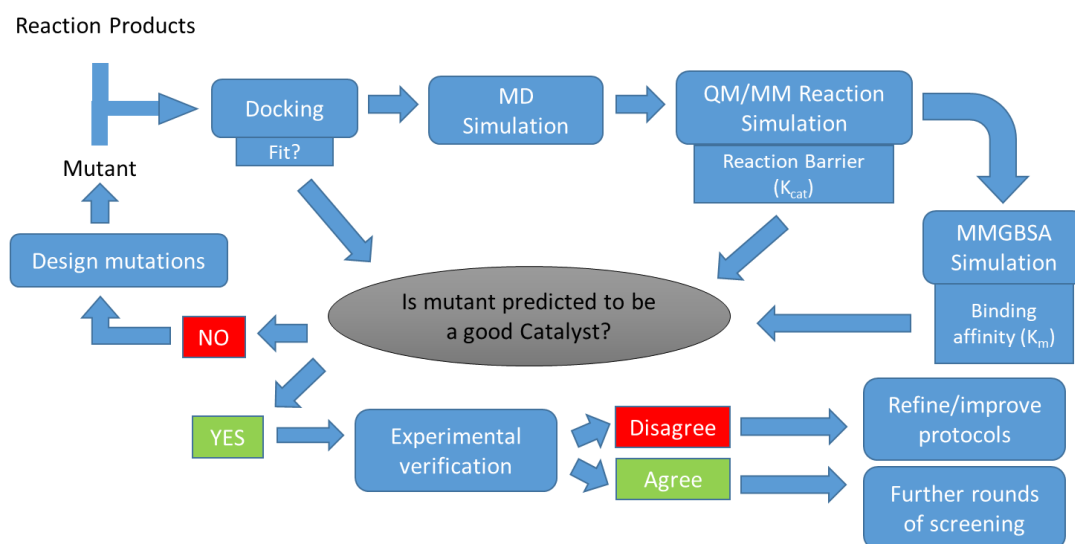 Reaction Products
Docking
Fit?
MD
Simulation
QM/MM Reaction
Simulation
Reaction Barrier
(Kcat)
Mutant
MMGBSA
Simulation
Binding
affinity (Km)
Design mutations
Is mutant predicted to be
a good Catalyst?
NO
YES
Experimental
verification
Disagree
Agree
Refine/improve
protocols
Further rounds
of screening